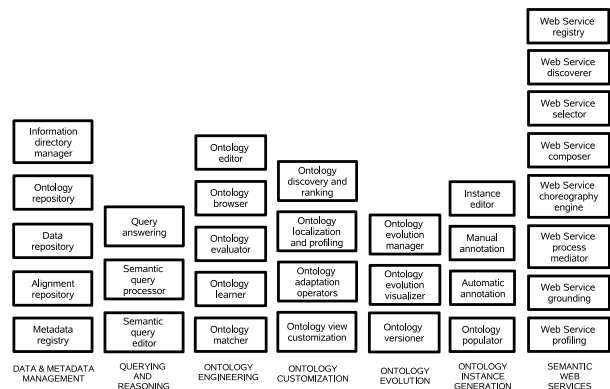 Information
directory
manager
Ontology
repository
Data
repository
Alignment
repository
Metadata
registry
DATA & METADATA
MANAGEMENT
Query
answering
Semantic
query
processor
Semantic
query
editor
QUERYING
AND
REASONING
Ontology
editor
Ontology
browser
Ontology
evaluator
Ontology
learner
Ontology
matcher
ONTOLOGY
ENGINEERING
Ontology
discovery and
ranking
Ontology
localization
and profiling
Ontology
adaptation
operators
Ontology view
customization
ONTOLOGY
CUSTOMIZATION
Ontology
evolution
manager
Ontology
evolution
visualizer
Ontology
versioner
ONTOLOGY
EVOLUTION
Instance
editor
Manual
annotation
Automatic
annotation
Ontology
populator
ONTOLOGY
INSTANCE
GENERATION
Web Service
registry
Web Service
discoverer
Web Service
selector
Web Service
composer
Web Service
choreography
engine
Web Service
process
mediator
Web Service
grounding
Web Service
profiling
SEMANTIC
WEB
SERVICES